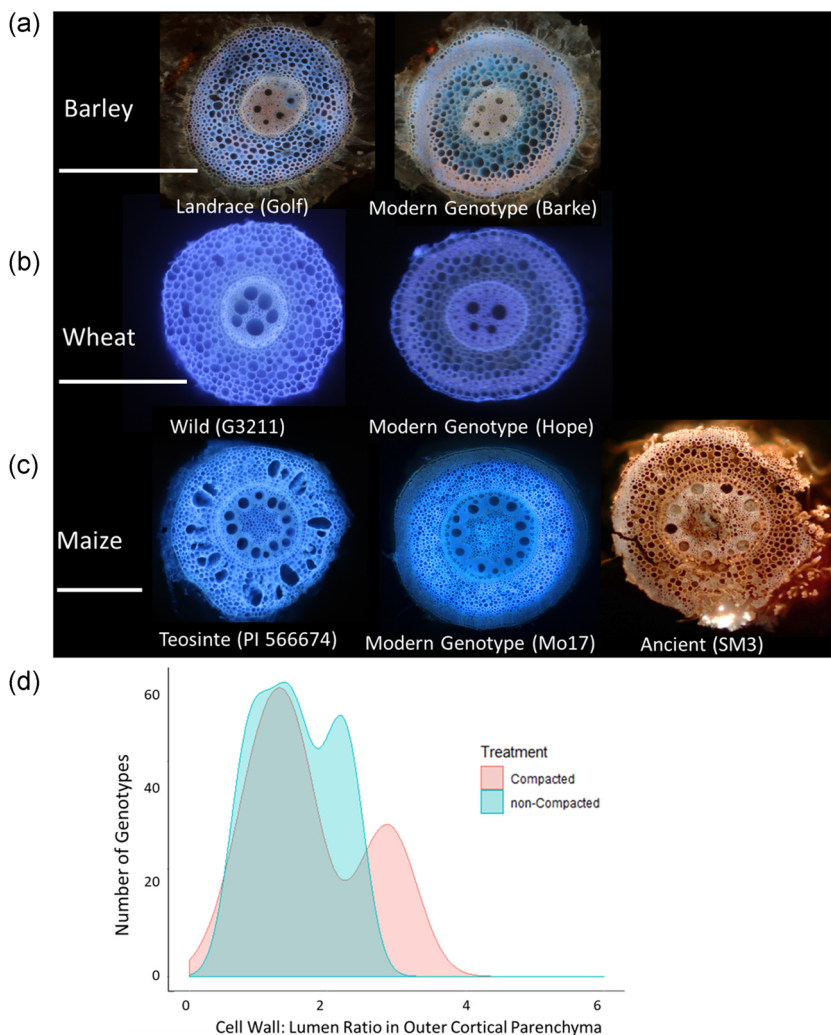 (a)
Barley
Landrace (Golf)
Modern Genotype (Barke)
(b)
Wheat
Wild (G3211)
Modern Genotype (Hope)
(c)
Maize
Teosinte (PI 566674)
Modern Genotype (Mo17)
Ancient (SM3)
(d)
Number of Genotypes
60
40
20
0
0
2
4
6
Cell Wall: Lumen Ratio in Outer Cortical Parenchyma
Treatment
Compacted
non-Compacted